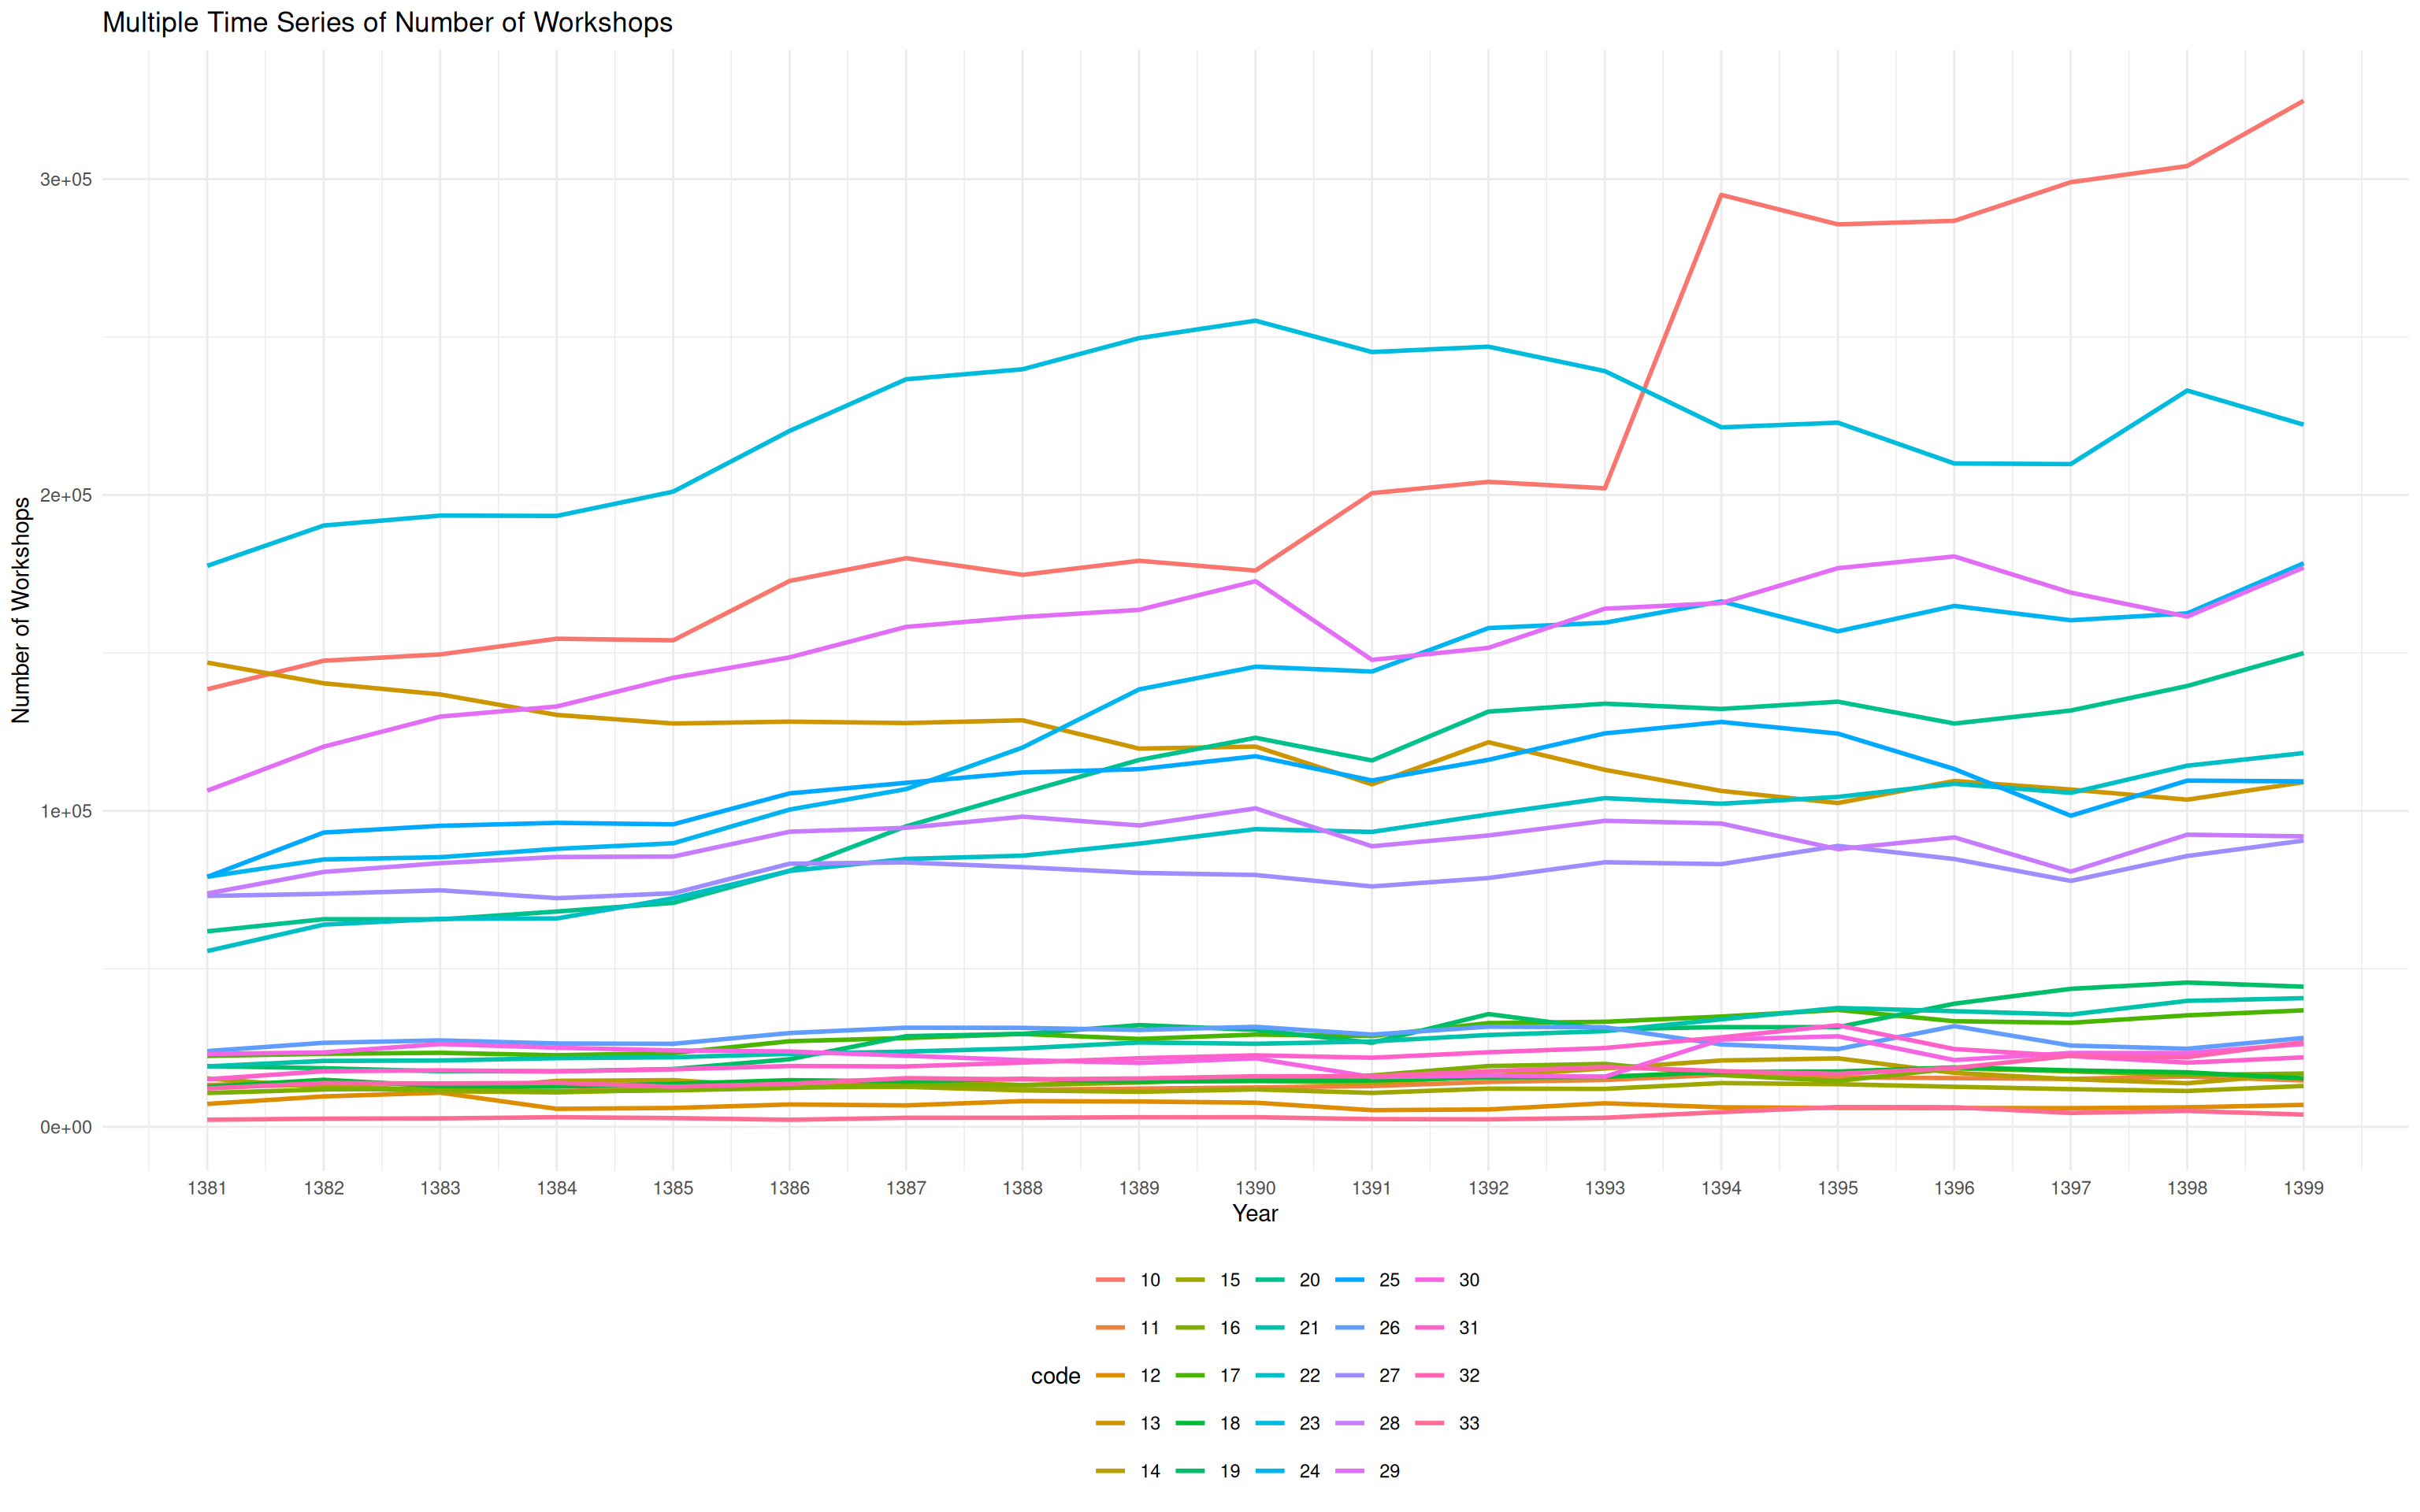 Multiple Time Series of Number of Workshops
Number of Workshops
3e+05
2e+05
1e+05
0e+00
1381 1382 1383 1384 1385 1386 1387 1388 1389 1390 1391 1392 1393 1394 1395 1396 1397 1398 1399
Year
code
10 15 20 25 30
11 16 21 26 31
12 17 22 27 32
13 18 23 28 33
14 19 24 29